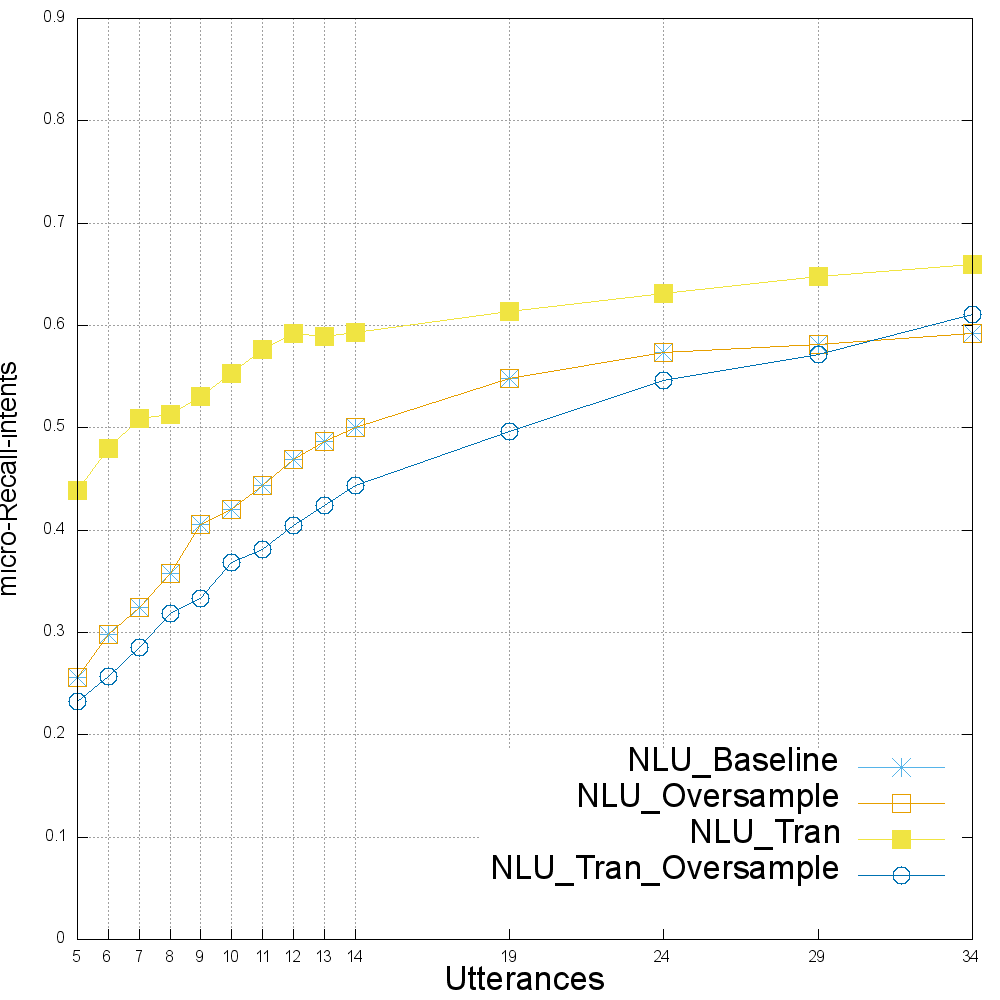 0.9
0.8
0.7
0.6
0.5
0.4
0.3
0.2
0.1
0
micro-Recall-intents
NLU_Baseline
NLU_Oversample
NLU_Tran
NLU_Tran_Oversample
5 6 7 8 9 10 11 12 13 14 19 24 29 34
Utterances